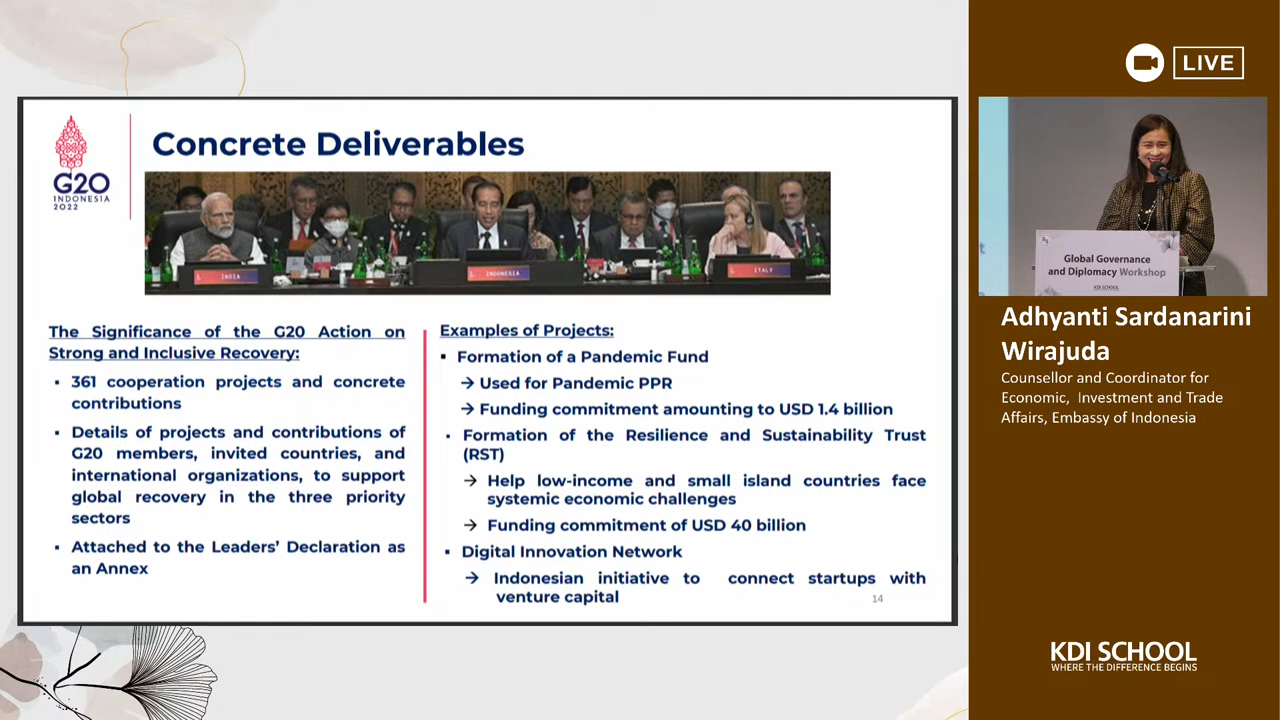 LIVE
G20
INDONESIA
2022
Concrete Deliverables
INDIA
INDONESIA
ITALY
The Significance of the G20 Action on
Strong and Inclusive Recovery:
▪ 361 cooperation projects and concrete
contributions
▪ Details of projects and contributions of
G20 members, invited countries, and
international organizations, to support
global recovery in the three priority
sectors
▪ Attached to the Leaders’ Declaration as
an Annex
Examples of Projects:
▪ Formation of a Pandemic Fund
→ Used for Pandemic PPR
→ Funding commitment amounting to USD 1.4 billion
▪ Formation of the Resilience and Sustainability Trust
(RST)
→ Help low-income and small island countries face
systemic economic challenges
→ Funding commitment of USD 40 billion
▪ Digital Innovation Network
→ Indonesian initiative to connect startups with
venture capital
14
Global Governance
and Diplomacy Workshop
KDI SCHOOL
Adhyanti Sardanarini
Wirajuda
Counsellor and Coordinator for
Economic, Investment and Trade
Affairs, Embassy of Indonesia
KDI SCHOOL
WHERE THE DIFFERENCE BEGINS